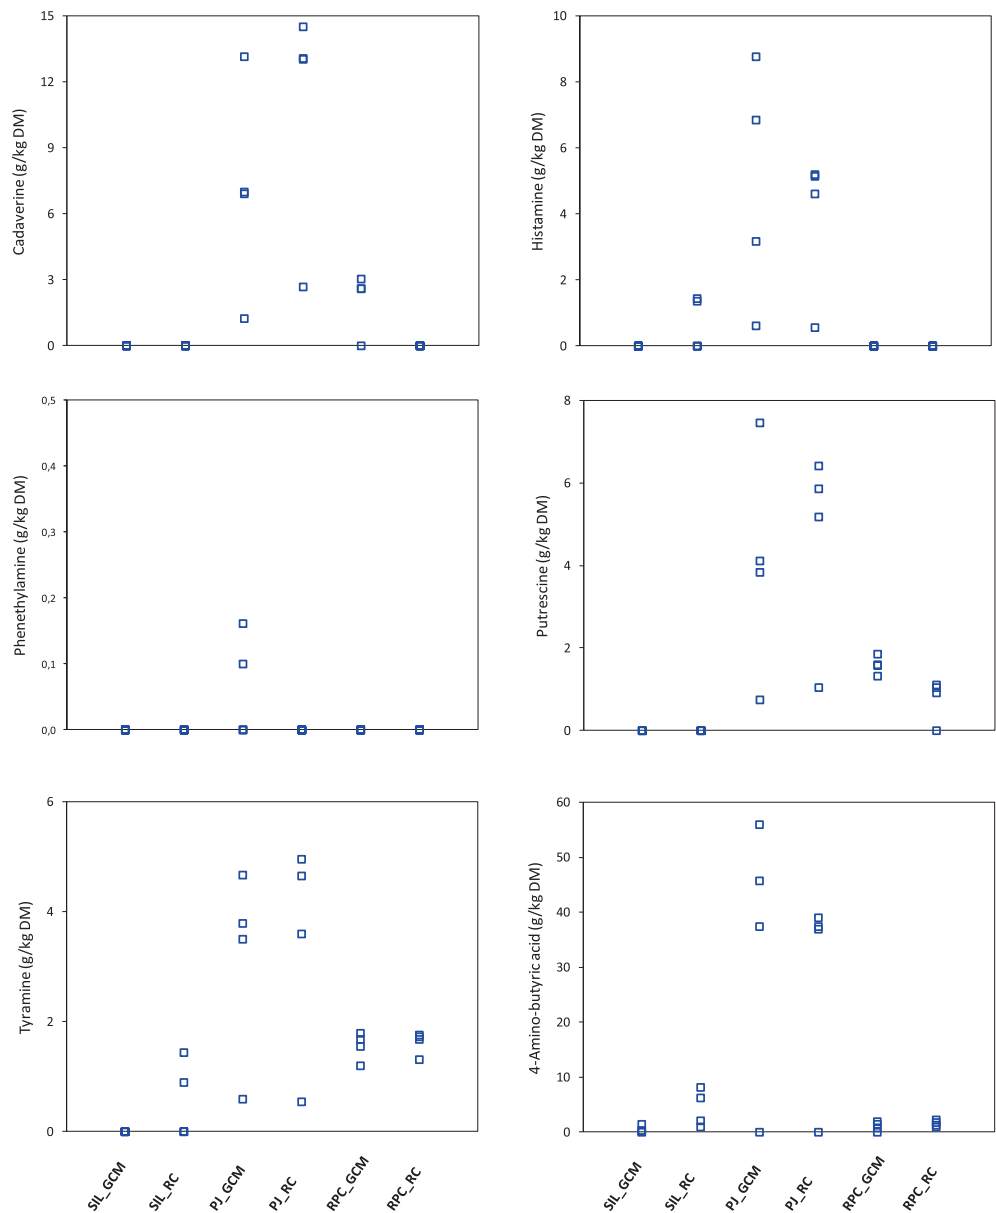 Cadaverine (g/kg DM)
15
12
9
6
3
0
Histamine (g/kg DM)
10
8
6
4
2
0
Phenethylamine (g/kg DM)
0,5
0,4
0,3
0,2
0,1
0,0
Putrescine (g/kg DM)
8
6
4
2
0
Tyramine (g/kg DM)
6
4
2
0
SIL_GCM
SIL_RC
PJ_GCM
PJ_RC
RPC_GCM
RPC_RC
4-Amino-butyric acid (g/kg DM)
60
50
40
30
20
10
0
SIL_GCM
SIL_RC
PJ_GCM
PJ_RC
RPC_GCM
RPC_RC